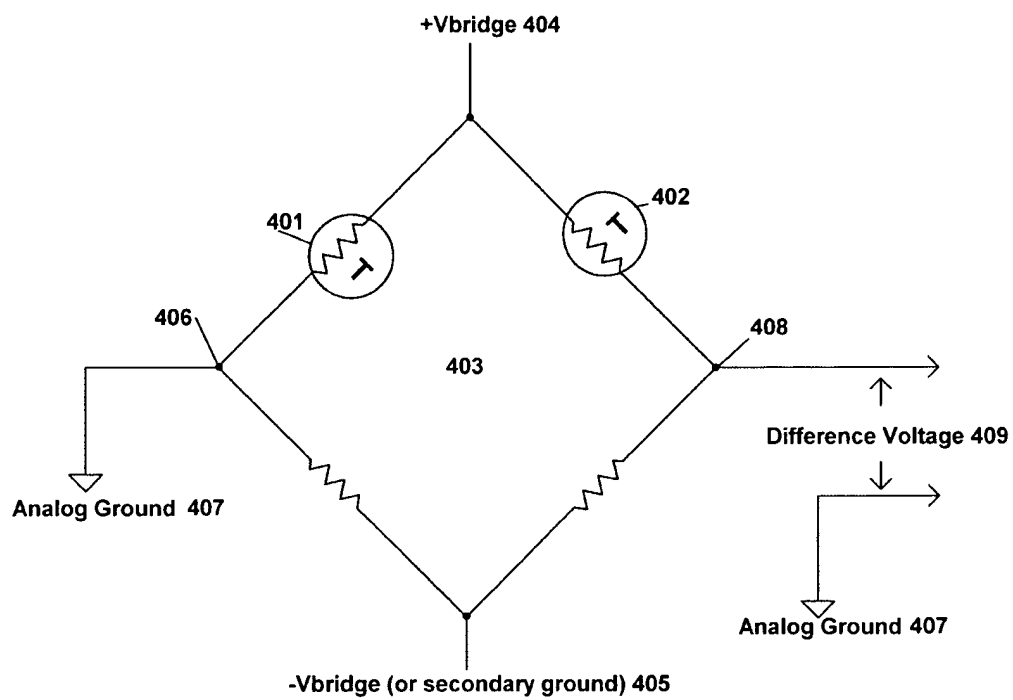 +Vbridge 404
401
T
402
T
406
403
408
Difference Voltage 409
Analog Ground 407
Analog Ground 407
-Vbridge (or secondary ground) 405